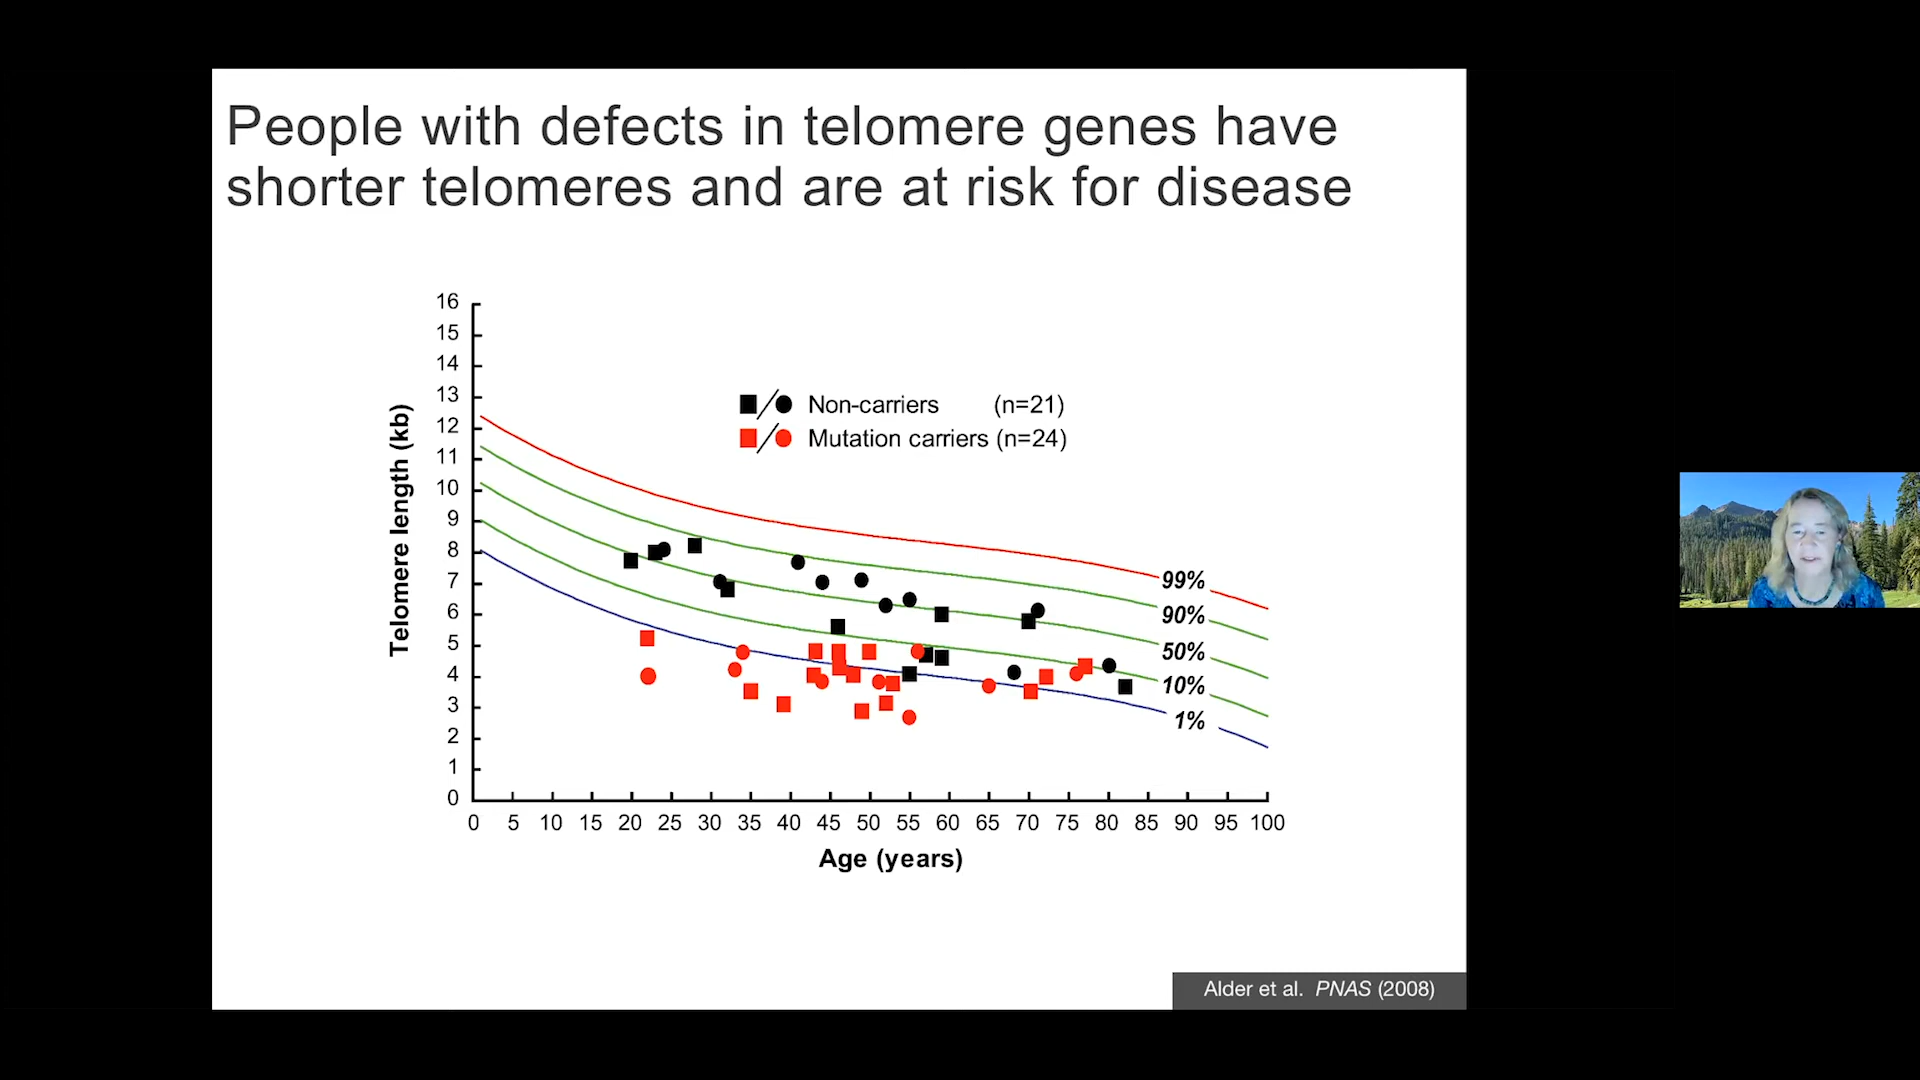 People with defects in telomere genes have
shorter telomeres and are at risk for disease
16
15
14
13
12
11
10
9
8
7
6
5
4
3
2
1
0
Telomere length (kb)
Non-carriers (n=21)
Mutation carriers (n=24)
99%
90%
50%
10%
1%
0 5 10 15 20 25 30 35 40 45 50 55 60 65 70 75 80 85 90 95 100
Age (years)
Alder et al. PNAS (2008)